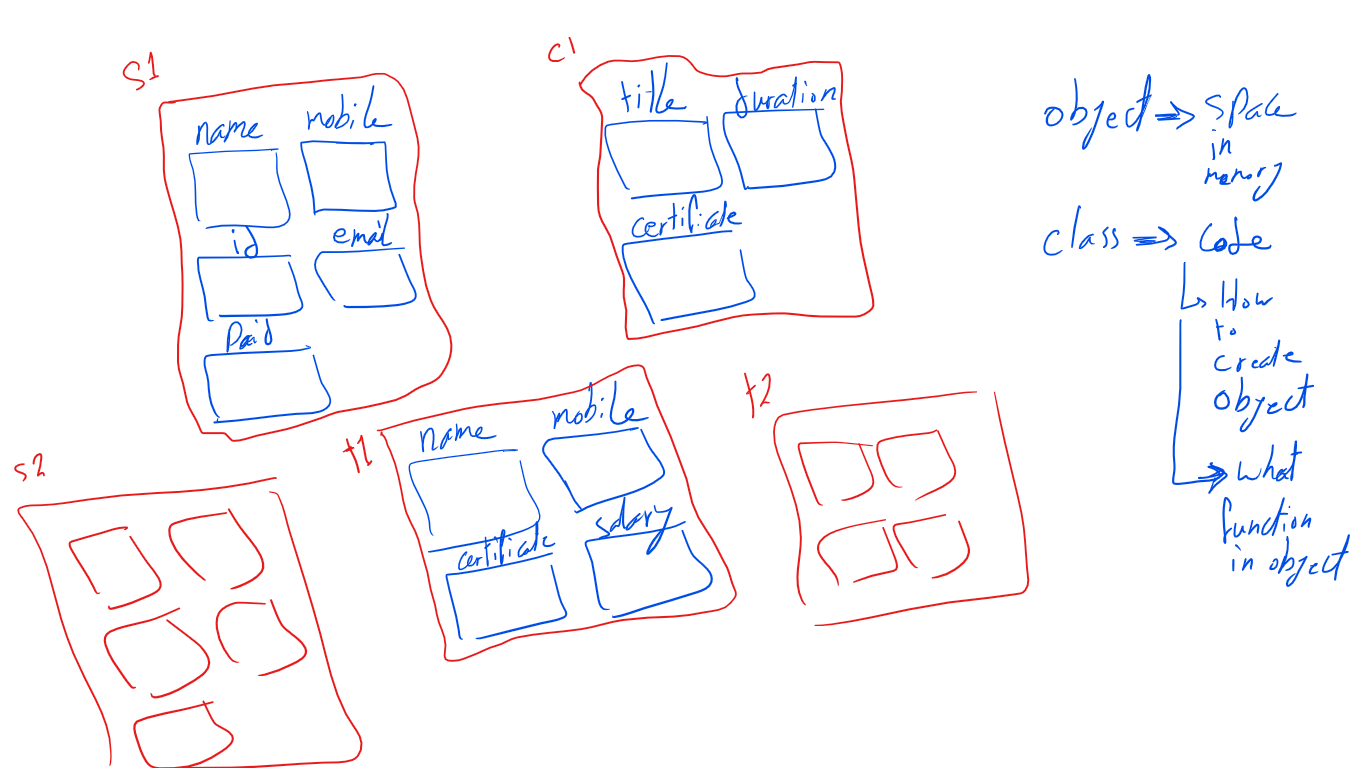 s1
name mobile
id email
Paid
c1
title duration
certificate
s2
t1
name mobile
certificate salary
t2
object => space
in
memory
class => Code
How
to
create
object
what
function
in object